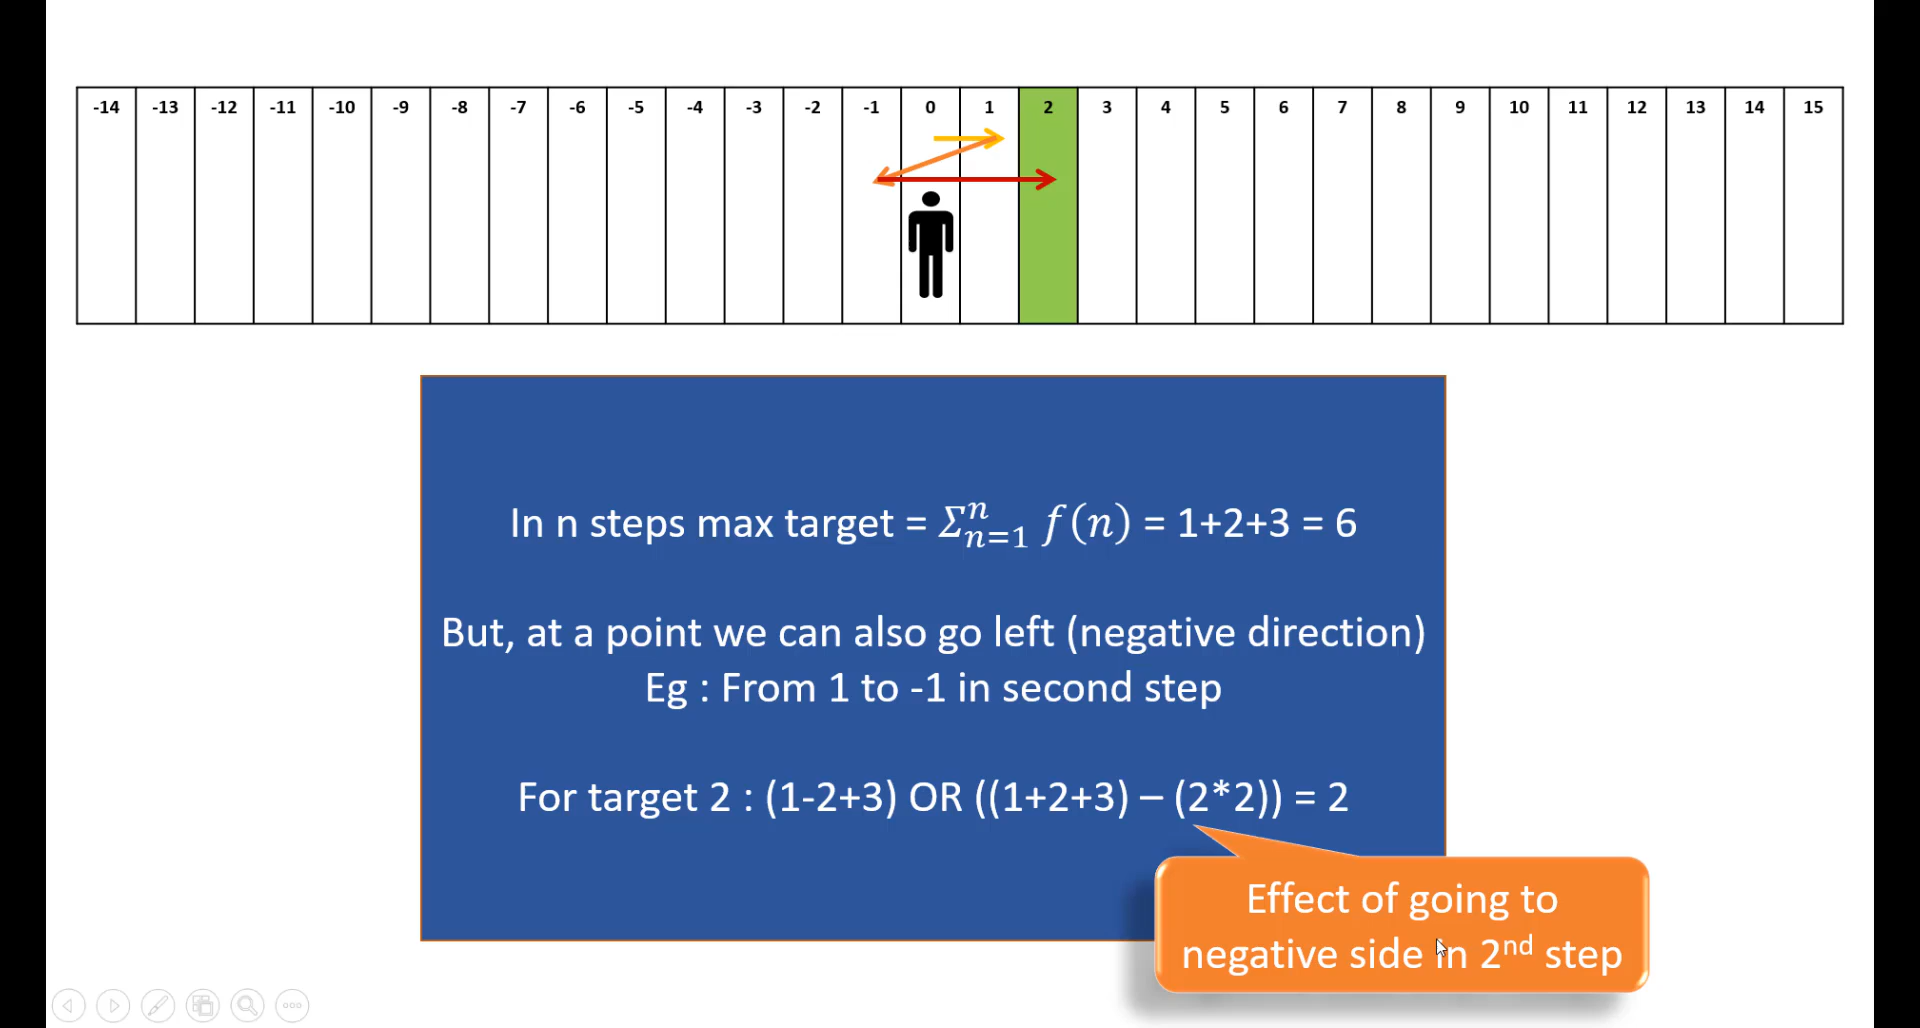 -14 -13 -12 -11 -10 -9 -8 -7 -6 -5 -4 -3 -2 -1 0 1 2 3 4 5 6 7 8 9 10 11 12 13 14 15
In n steps max target = Σⁿₙ₌₁ f(n) = 1+2+3 = 6
But, at a point we can also go left (negative direction)
Eg : From 1 to -1 in second step
For target 2 : (1-2+3) OR ((1+2+3) – (2*2)) = 2
Effect of going to
negative side in 2nd step